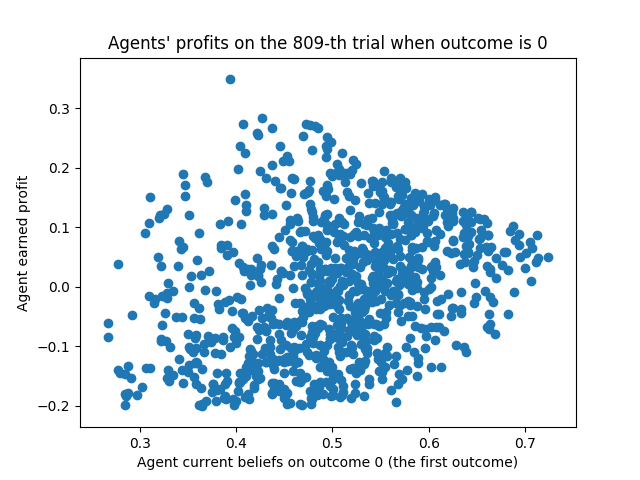 Agents' profits on the 809-th trial when outcome is 0
Agent earned profit
0.3
0.2
0.1
0.0
−0.1
−0.2
0.3 0.4 0.5 0.6 0.7
Agent current beliefs on outcome 0 (the first outcome)